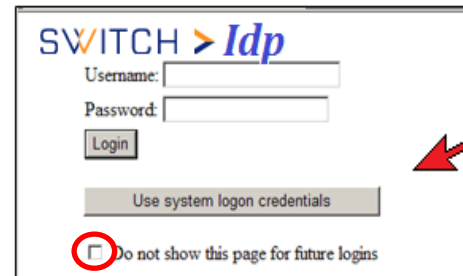 SWITCH > Idp
Username:
Password:
Login
Use system logon credentials
Do not show this page for future logins